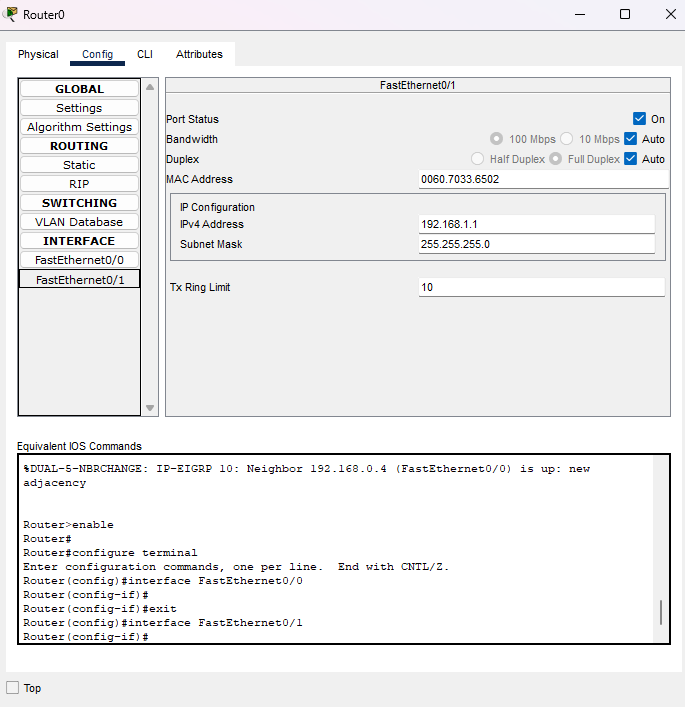 Router0
Physical Config CLI Attributes
GLOBAL
Settings
Algorithm Settings
ROUTING
Static
RIP
SWITCHING
VLAN Database
INTERFACE
FastEthernet0/0
FastEthernet0/1
FastEthernet0/1
Port Status On
Bandwidth 100 Mbps 10 Mbps Auto
Duplex Half Duplex Full Duplex Auto
MAC Address 0060.7033.6502
IP Configuration
IPv4 Address 192.168.1.1
Subnet Mask 255.255.255.0
Tx Ring Limit 10
Equivalent IOS Commands
%DUAL-5-NBRCHANGE: IP-EIGRP 10: Neighbor 192.168.0.4 (FastEthernet0/0) is up: new
adjacency
Router>enable
Router#
Router#configure terminal
Enter configuration commands, one per line.  End with CNTL/Z.
Router(config)#interface FastEthernet0/0
Router(config-if)#
Router(config-if)#exit
Router(config)#interface FastEthernet0/1
Router(config-if)#
Top